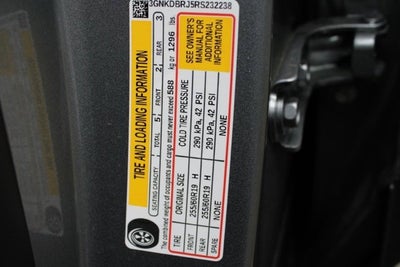 3GNKDBRJ5RS232238
TIRE AND LOADING INFORMATION
SEATING CAPACITY TOTAL 5 FRONT 2 REAR 3
The combined weight of occupants and cargo must never exceed 588 kg or 1296 lbs.
TIRE ORIGINAL SIZE COLD TIRE PRESSURE
FRONT 255/60R19 H 290 kPa, 42 PSI
REAR 255/60R19 H 290 kPa, 42 PSI
SPARE NONE NONE
SEE OWNER'S
MANUAL FOR
ADDITIONAL
INFORMATION